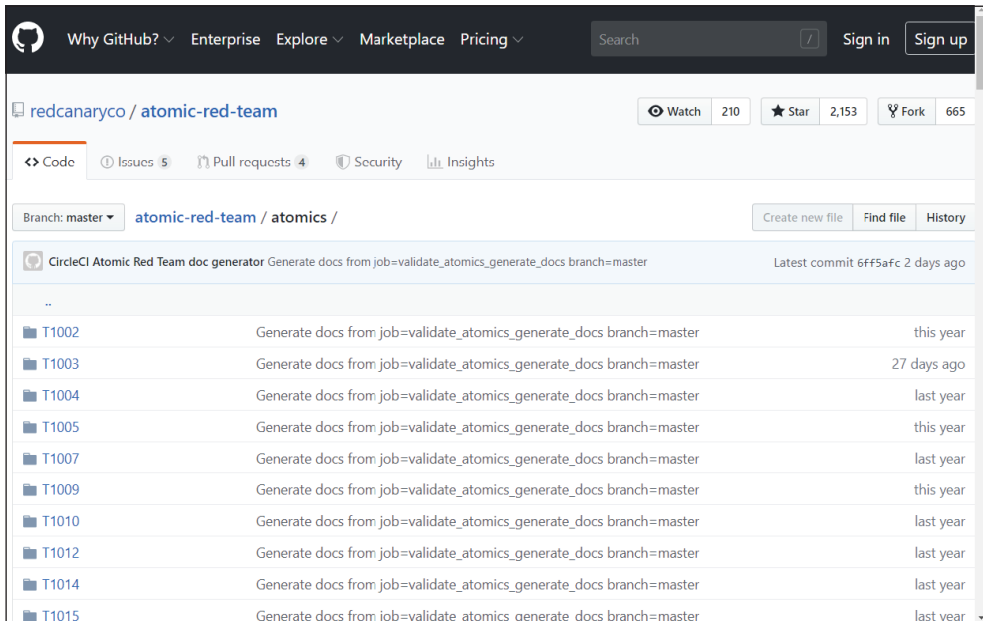 Why GitHub? Enterprise Explore Marketplace Pricing Search / Sign in Sign up
redcanaryco / atomic-red-team Watch 210 Star 2,153 Fork 665
<> Code Issues 5 Pull requests 4 Security Insights
Branch: master atomic-red-team / atomics / Create new file Find file History
CircleCI Atomic Red Team doc generator Generate docs from job=validate_atomics_generate_docs branch=master Latest commit 6ff5afc 2 days ago
..
T1002 Generate docs from job=validate_atomics_generate_docs branch=master this year
T1003 Generate docs from job=validate_atomics_generate_docs branch=master 27 days ago
T1004 Generate docs from job=validate_atomics_generate_docs branch=master last year
T1005 Generate docs from job=validate_atomics_generate_docs branch=master this year
T1007 Generate docs from job=validate_atomics_generate_docs branch=master last year
T1009 Generate docs from job=validate_atomics_generate_docs branch=master this year
T1010 Generate docs from job=validate_atomics_generate_docs branch=master last year
T1012 Generate docs from job=validate_atomics_generate_docs branch=master last year
T1014 Generate docs from job=validate_atomics_generate_docs branch=master last year
T1015 Generate docs from job=validate_atomics_generate_docs branch=master last year